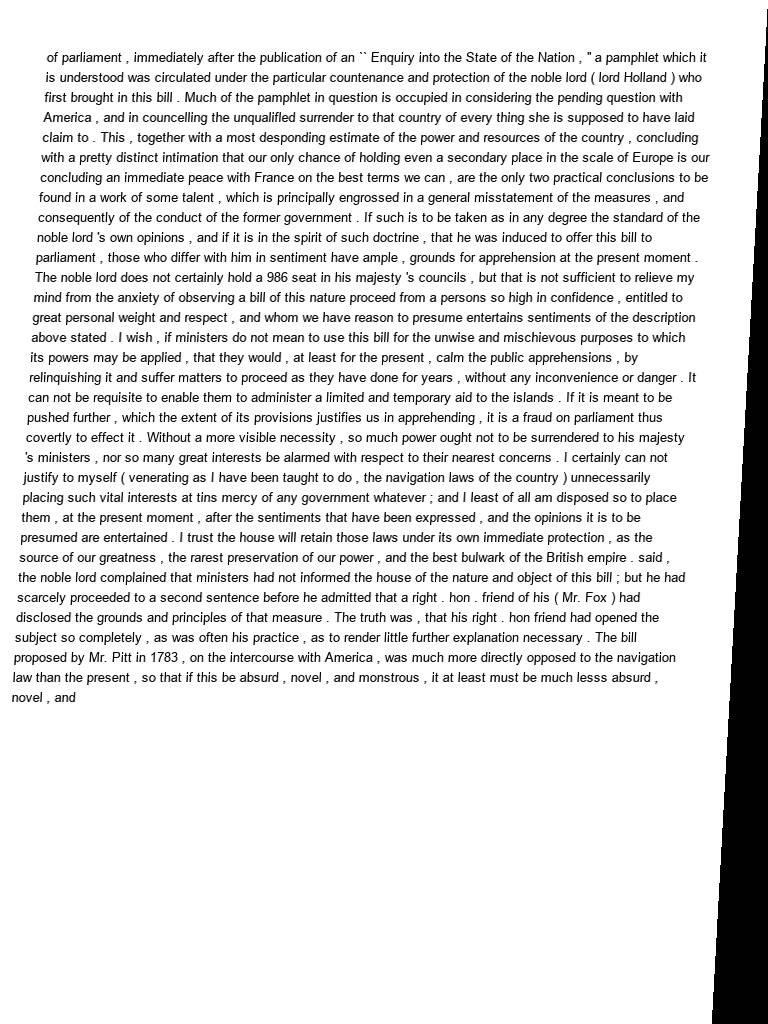 of parliament , immediately after the publication of an `` Enquiry into the State of the Nation , " a pamphlet which it
is understood was circulated under the particular countenance and protection of the noble lord ( lord Holland ) who
first brought in this bill . Much of the pamphlet in question is occupied in considering the pending question with
America , and in councelling the unqualified surrender to that country of every thing she is supposed to have laid
claim to . This , together with a most desponding estimate of the power and resources of the country , concluding
with a pretty distinct intimation that our only chance of holding even a secondary place in the scale of Europe is our
concluding an immediate peace with France on the best terms we can , are the only two practical conclusions to be
found in a work of some talent , which is principally engrossed in a general misstatement of the measures , and
consequently of the conduct of the former government . If such is to be taken as in any degree the standard of the
noble lord 's own opinions , and if it is in the spirit of such doctrine , that he was induced to offer this bill to
parliament , those who differ with him in sentiment have ample , grounds for apprehension at the present moment .
The noble lord does not certainly hold a 986 seat in his majesty 's councils , but that is not sufficient to relieve my
mind from the anxiety of observing a bill of this nature proceed from a persons so high in confidence , entitled to
great personal weight and respect , and whom we have reason to presume entertains sentiments of the description
above stated . I wish , if ministers do not mean to use this bill for the unwise and mischievous purposes to which
its powers may be applied , that they would , at least for the present , calm the public apprehensions , by
relinquishing it and suffer matters to proceed as they have done for years , without any inconvenience or danger . It
can not be requisite to enable them to administer a limited and temporary aid to the islands . If it is meant to be
pushed further , which the extent of its provisions justifies us in apprehending , it is a fraud on parliament thus
covertly to effect it . Without a more visible necessity , so much power ought not to be surrendered to his majesty
's ministers , nor so many great interests be alarmed with respect to their nearest concerns . I certainly can not
justify to myself ( venerating as I have been taught to do , the navigation laws of the country ) unnecessarily
placing such vital interests at tins mercy of any government whatever ; and I least of all am disposed so to place
them , at the present moment , after the sentiments that have been expressed , and the opinions it is to be
presumed are entertained . I trust the house will retain those laws under its own immediate protection , as the
source of our greatness , the rarest preservation of our power , and the best bulwark of the British empire . said ,
the noble lord complained that ministers had not informed the house of the nature and object of this bill ; but he had
scarcely proceeded to a second sentence before he admitted that a right . hon . friend of his ( Mr. Fox ) had
disclosed the grounds and principles of that measure . The truth was , that his right . hon friend had opened the
subject so completely , as was often his practice , as to render little further explanation necessary . The bill
proposed by Mr. Pitt in 1783 , on the intercourse with America , was much more directly opposed to the navigation
law than the present , so that if this be absurd , novel , and monstrous , it at least must be much lesss absurd ,
novel , and